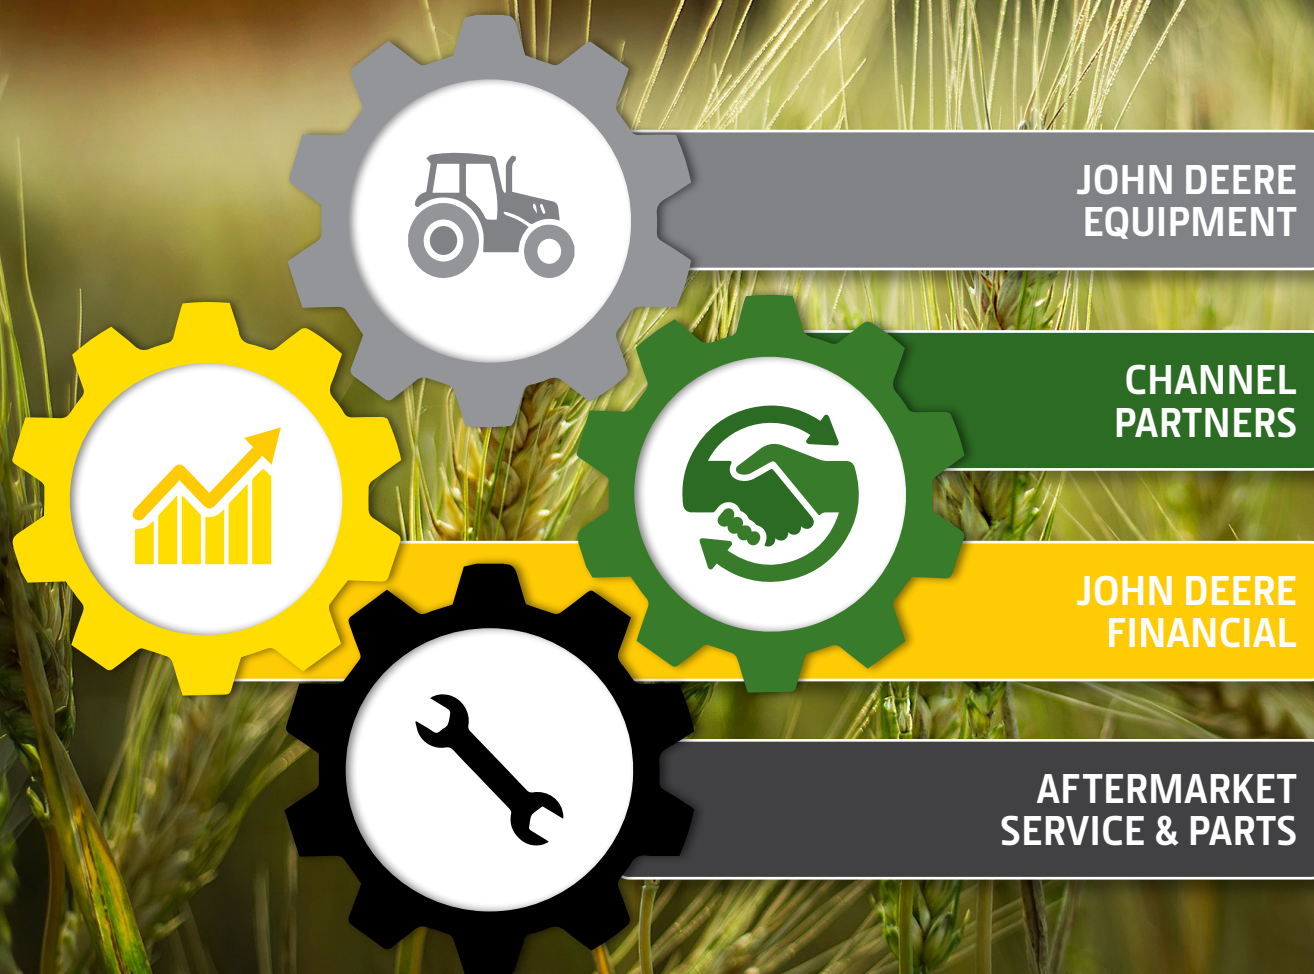 JOHN DEERE
EQUIPMENT
CHANNEL
PARTNERS
JOHN DEERE
FINANCIAL
AFTERMARKET
SERVICE & PARTS